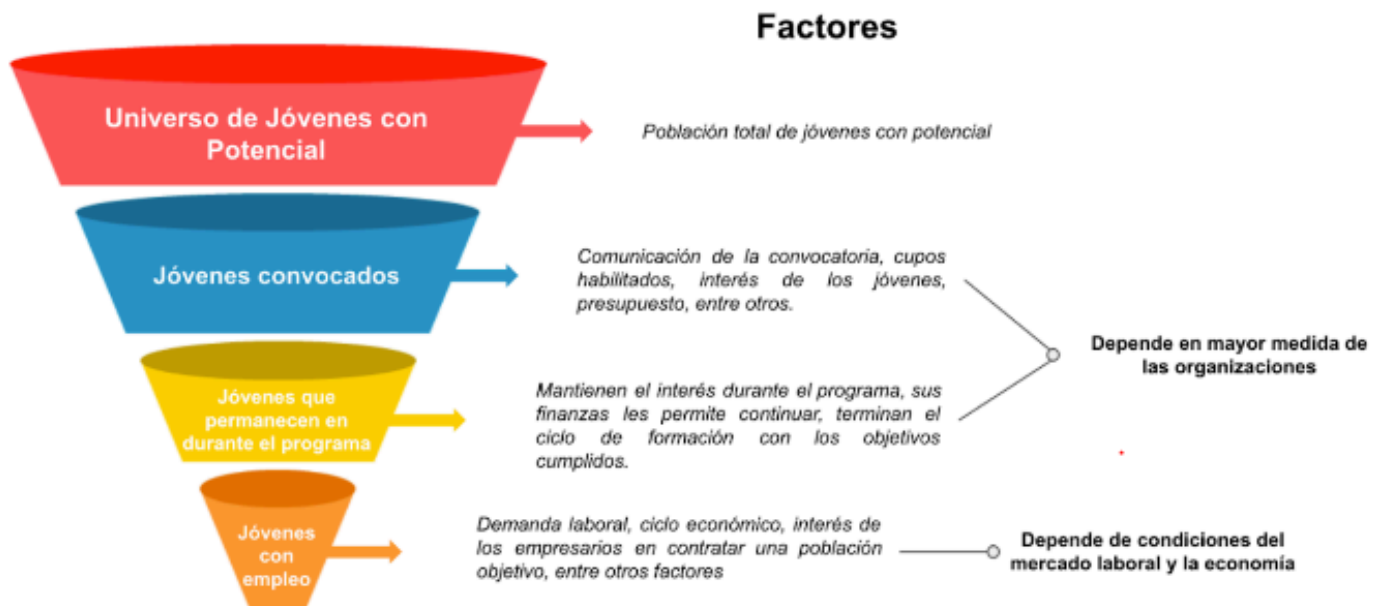 Factores
Universo de Jóvenes con
Potencial
Población total de jóvenes con potencial
Jóvenes convocados
Comunicación de la convocatoria, cupos
habilitados, interés de los jóvenes,
presupuesto, entre otros.
Depende en mayor medida de
las organizaciones
Jóvenes que
permanecen en
durante el programa
Mantienen el interés durante el programa, sus
finanzas les permite continuar, terminan el
ciclo de formación con los objetivos
cumplidos.
Jóvenes
con
empleo
Demanda laboral, ciclo económico, interés de
los empresarios en contratar una población
objetivo, entre otros factores
Depende de condiciones del
mercado laboral y la economía